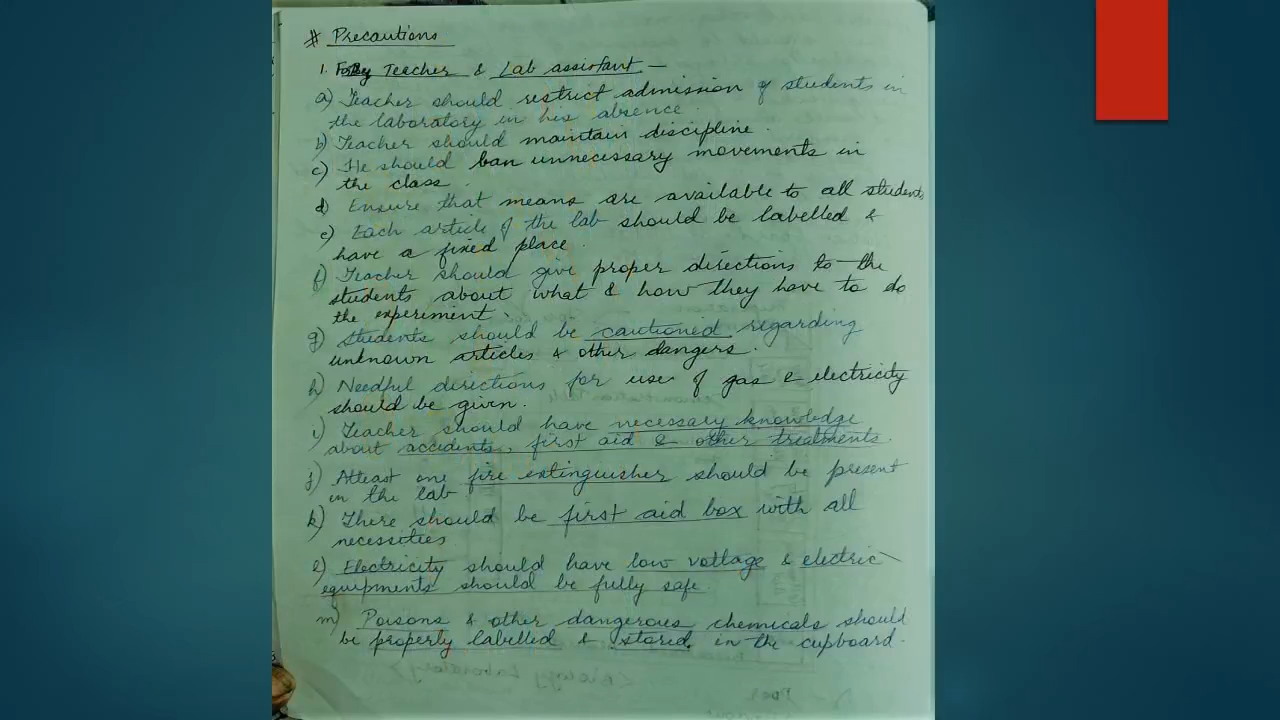 # Precautions
1. By Teacher & Lab assistant —
a) Teacher should restrict admission of students in
the laboratory in his absence.
b) Teacher should maintain discipline.
c) He should ban unnecessary movements in
the class.
d) Ensure that means are available to all students
e) Each article of the lab should be labelled &
have a fixed place.
f) Teacher should give proper directions to the
students about what & how they have to do
the experiment.
g) Students should be cautioned regarding
unknown articles & other dangers.
h) Needful directions for use of gas & electricity
should be given.
i) Teacher should have necessary knowledge
about accidents, first aid & other treatments.
j) Atleast one fire extinguisher should be present
in the lab
k) There should be first aid box with all
necessities
l) Electricity should have low voltage & electric
equipments should be fully safe.
m) Poisons & other dangerous chemicals should
be properly labelled & stored in the cupboard.